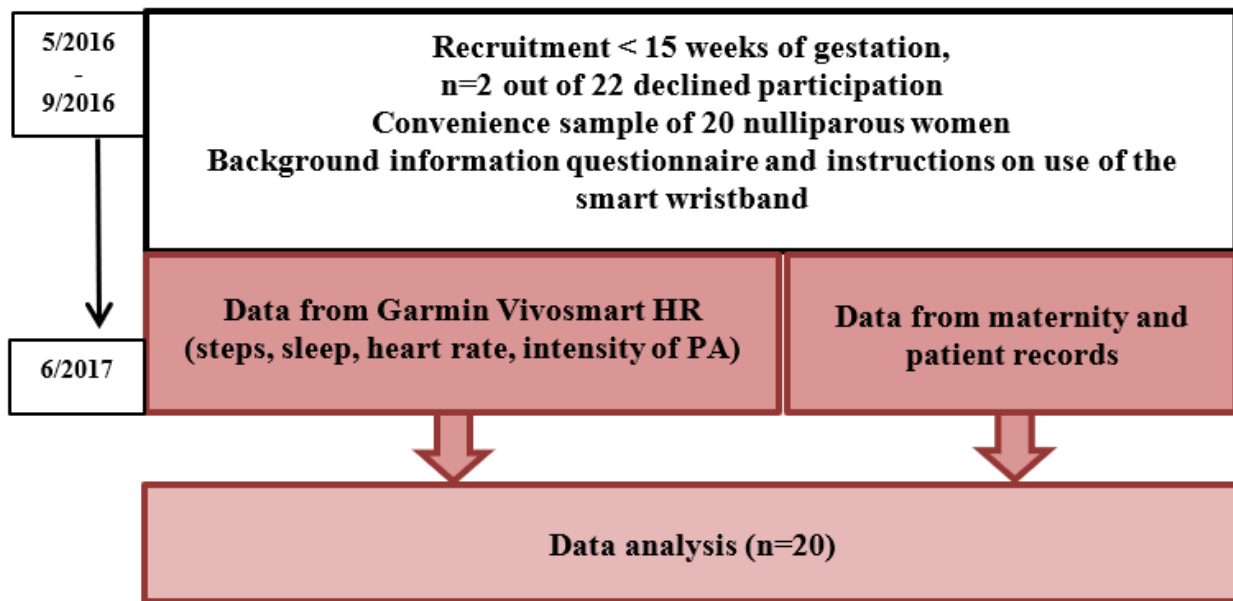 5/2016
-
9/2016
Recruitment < 15 weeks of gestation,
n=2 out of 22 declined participation
Convenience sample of 20 nulliparous women
Background information questionnaire and instructions on use of the
smart wristband
6/2017
Data from Garmin Vivosmart HR
(steps, sleep, heart rate, intensity of PA)
Data from maternity and
patient records
Data analysis (n=20)